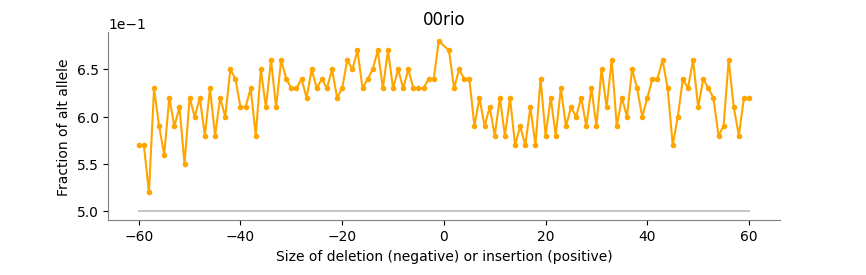 00rio
1e−1
Fraction of alt allele
6.5
6.0
5.5
5.0
−60 −40 −20 0 20 40 60
Size of deletion (negative) or insertion (positive)